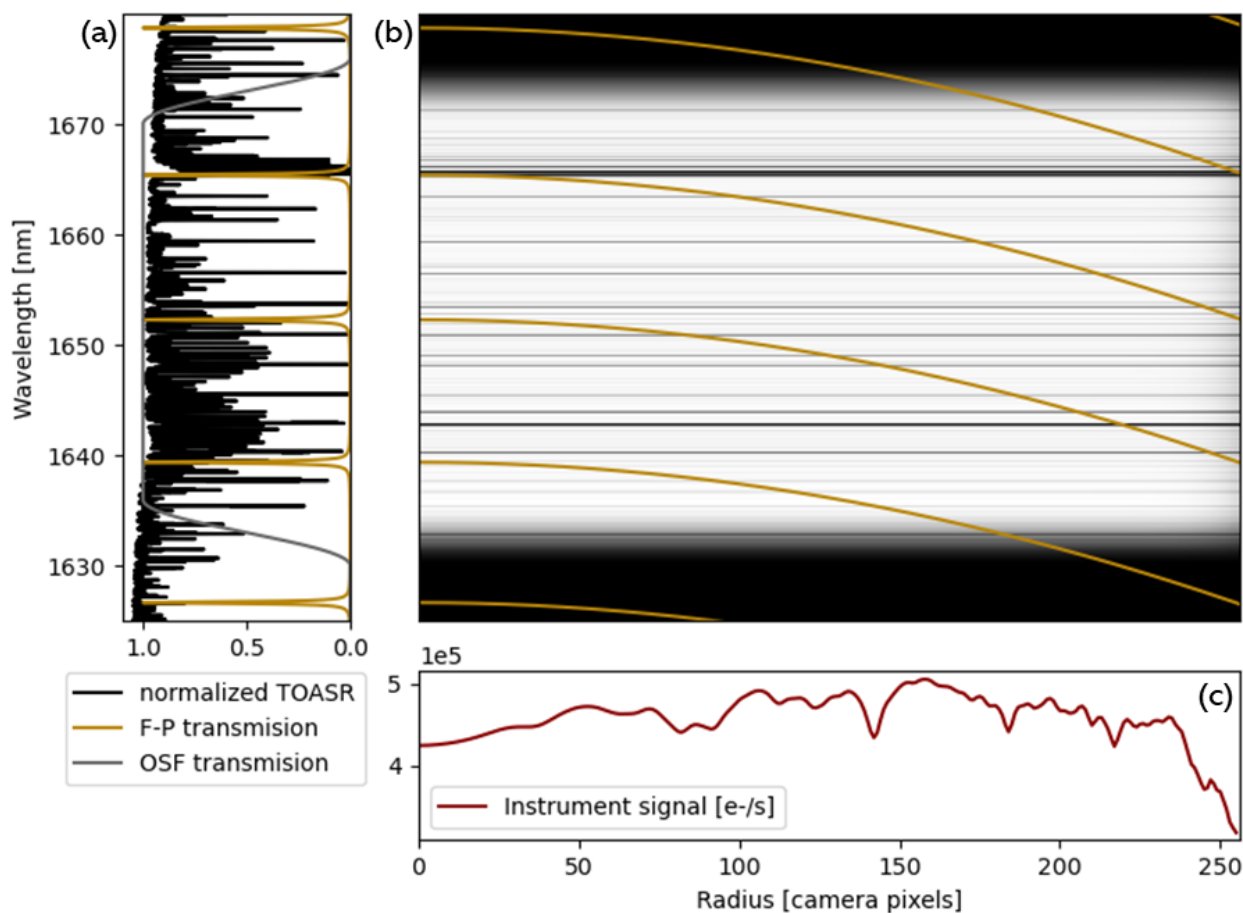 (a)
(b)
1670
1660
1650
1640
1630
Wavelength [nm]
1.0 0.5 0.0
normalized TOASR
F-P transmision
OSF transmision
1e5
5
4
(c)
Instrument signal [e-/s]
0 50 100 150 200 250
Radius [camera pixels]